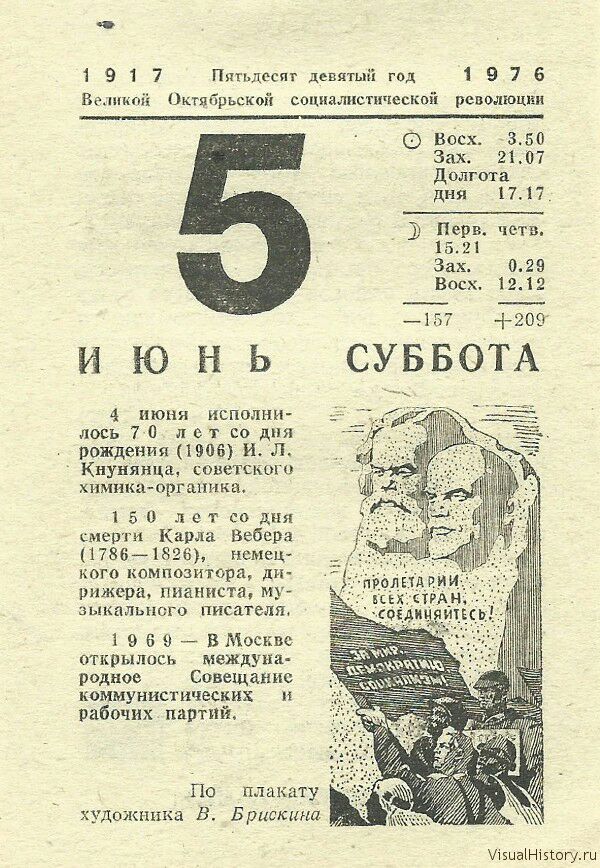 1917 Пятьдесят девятый год 1976
Великой Октябрьской социалистической революции
5
Восх. 3.50
Зах. 21.07
Долгота
дня 17.17
Перв. четв.
15.21
Зах. 0.29
Восх. 12.12
—157 +209
ИЮНЬ СУББОТА
4 июня исполни-
лось 70 лет со дня
рождения (1906) И. Л.
Кнунянца, советского
химика-органика.
150 лет со дня
смерти Карла Вебера
(1786—1826), немец-
кого композитора, ди-
рижера, пианиста, му-
зыкального писателя.
1969 — В Москве
открылось междуна-
родное Совещание
коммунистических и
рабочих партий.
ПРОЛЕТАРИИ
ВСЕХ СТРАН,
СОЕДИНЯЙТЕСЬ!
ЗА МИР,
ДЕМОКРАТИЮ
СОЦИАЛИЗМ!
По плакату
художника В. Брискина
VisualHistory.ru